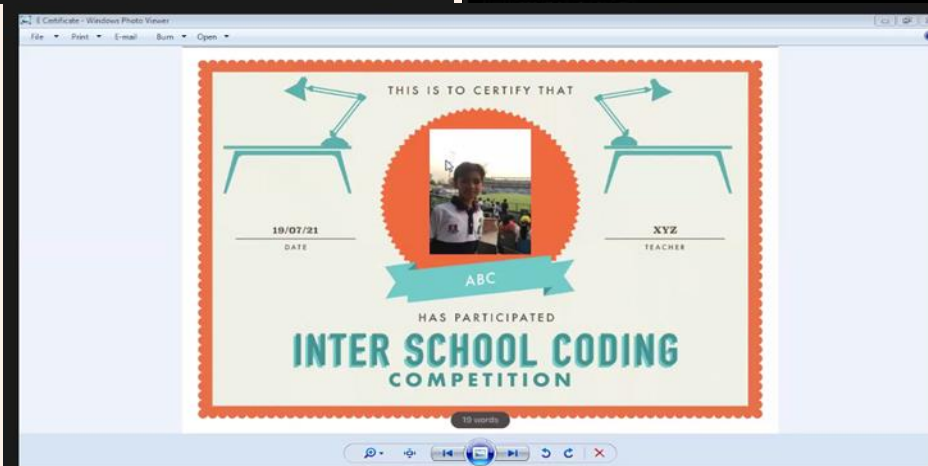 E Certificate - Windows Photo Viewer
File Print E-mail Burn Open
THIS IS TO CERTIFY THAT
19/07/21
DATE
XYZ
TEACHER
ABC
HAS PARTICIPATED
INTER SCHOOL CODING
COMPETITION
19 words